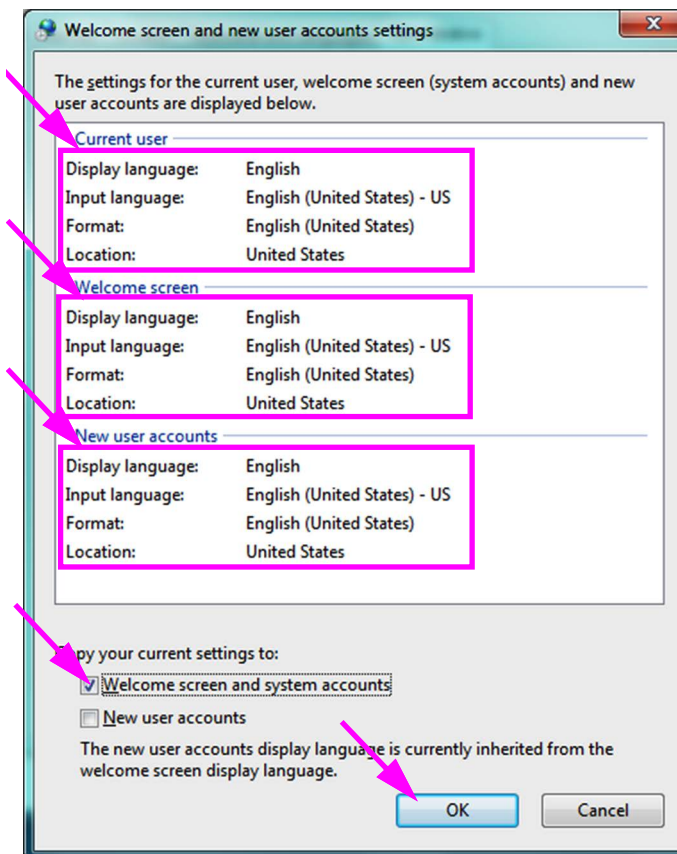 Welcome screen and new user accounts settings
The settings for the current user, welcome screen (system accounts) and new
user accounts are displayed below.
Current user
Display language: English
Input language: English (United States) - US
Format: English (United States)
Location: United States
Welcome screen
Display language: English
Input language: English (United States) - US
Format: English (United States)
Location: United States
New user accounts
Display language: English
Input language: English (United States) - US
Format: English (United States)
Location: United States
Copy your current settings to:
Welcome screen and system accounts
New user accounts
The new user accounts display language is currently inherited from the
welcome screen display language.
OK Cancel